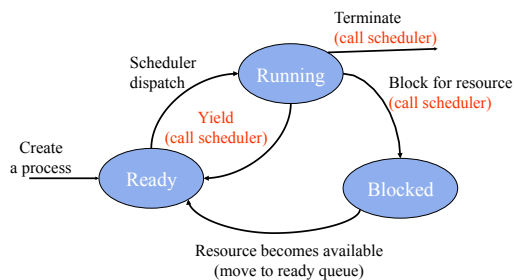 Terminate
(call scheduler)
Scheduler
dispatch
Running
Block for resource
(call scheduler)
Yield
(call scheduler)
Create
a process
Ready
Blocked
Resource becomes available
(move to ready queue)